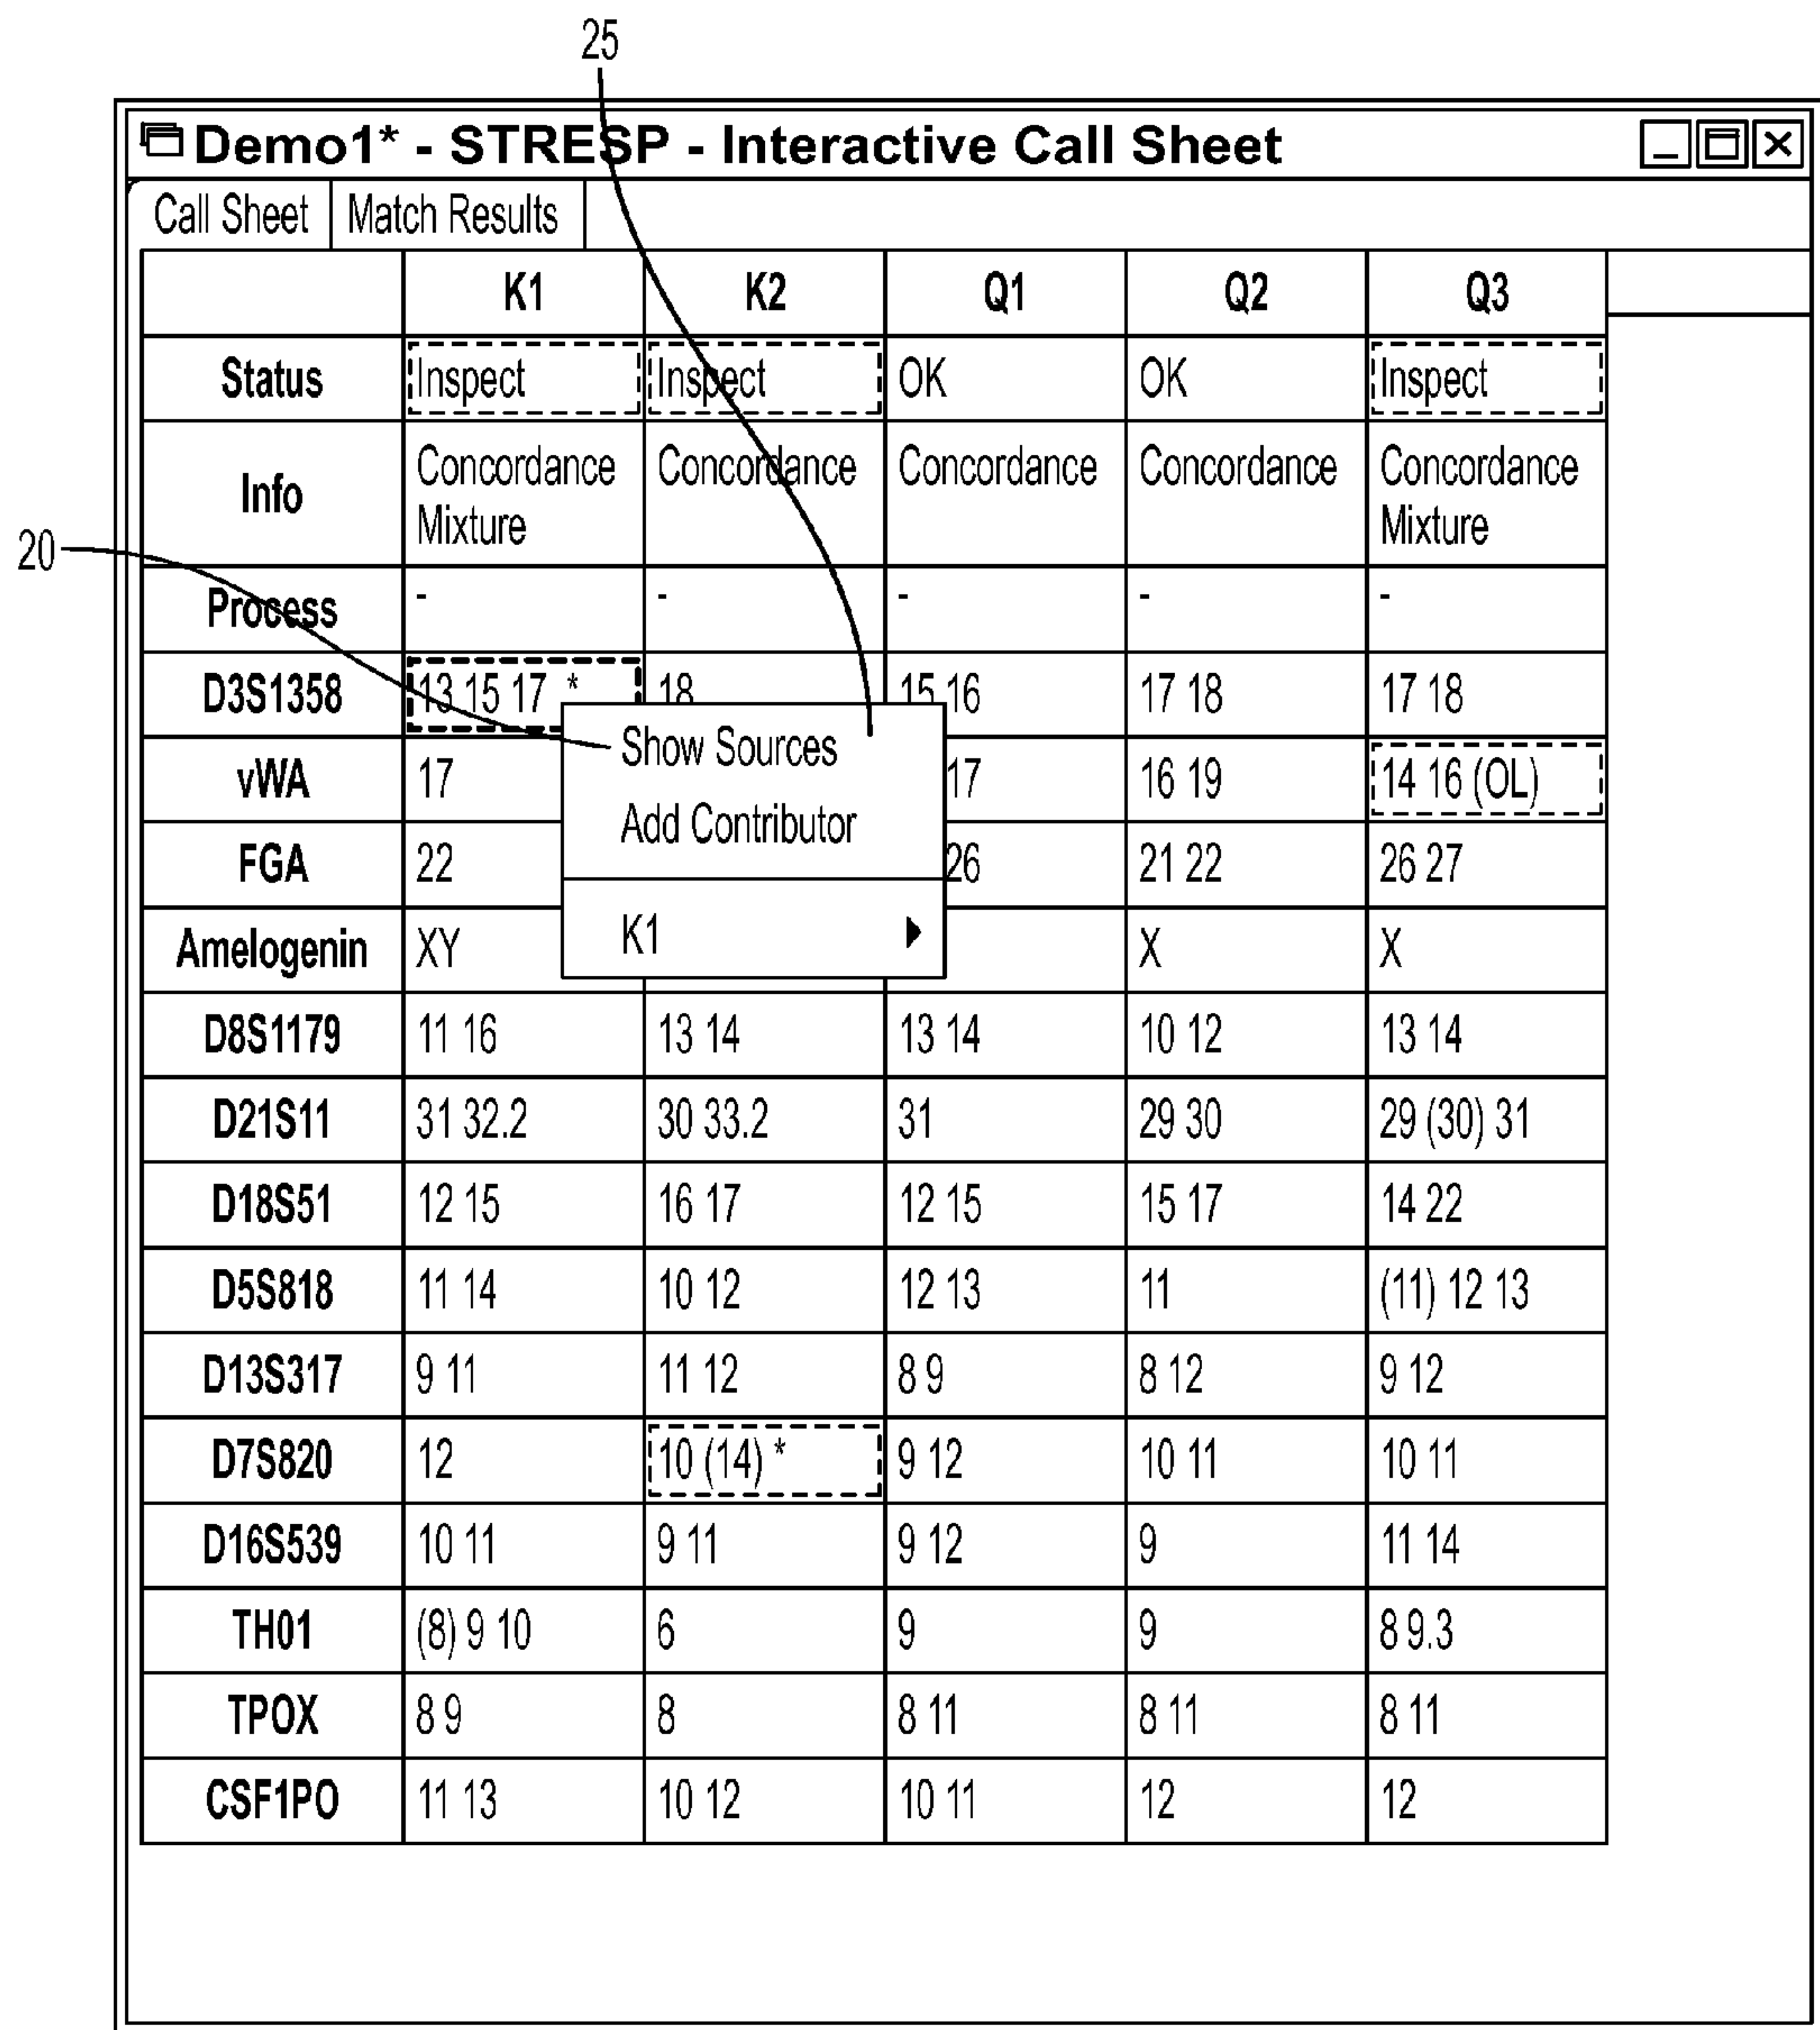 25
Demo1* - STRESP - Interactive Call Sheet
Call Sheet Match Results
K1 K2 Q1 Q2 Q3
Status Inspect Inspect OK OK Inspect
Info Concordance Mixture Concordance Concordance Concordance Concordance Mixture
20
Process - - - - -
D3S1358 13 15 17 * 18 15 16 17 18 17 18
Show Sources
vWA 17 17 16 19 14 16 (OL)
Add Contributor
FGA 22 26 21 22 26 27
K1
Amelogenin XY X X
D8S1179 11 16 13 14 13 14 10 12 13 14
D21S11 31 32.2 30 33.2 31 29 30 29 (30) 31
D18S51 12 15 16 17 12 15 15 17 14 22
D5S818 11 14 10 12 12 13 11 (11) 12 13
D13S317 9 11 11 12 8 9 8 12 9 12
D7S820 12 10 (14) * 9 12 10 11 10 11
D16S539 10 11 9 11 9 12 9 11 14
TH01 (8) 9 10 6 9 9 8 9.3
TPOX 8 9 8 8 11 8 11 8 11
CSF1PO 11 13 10 12 10 11 12 12